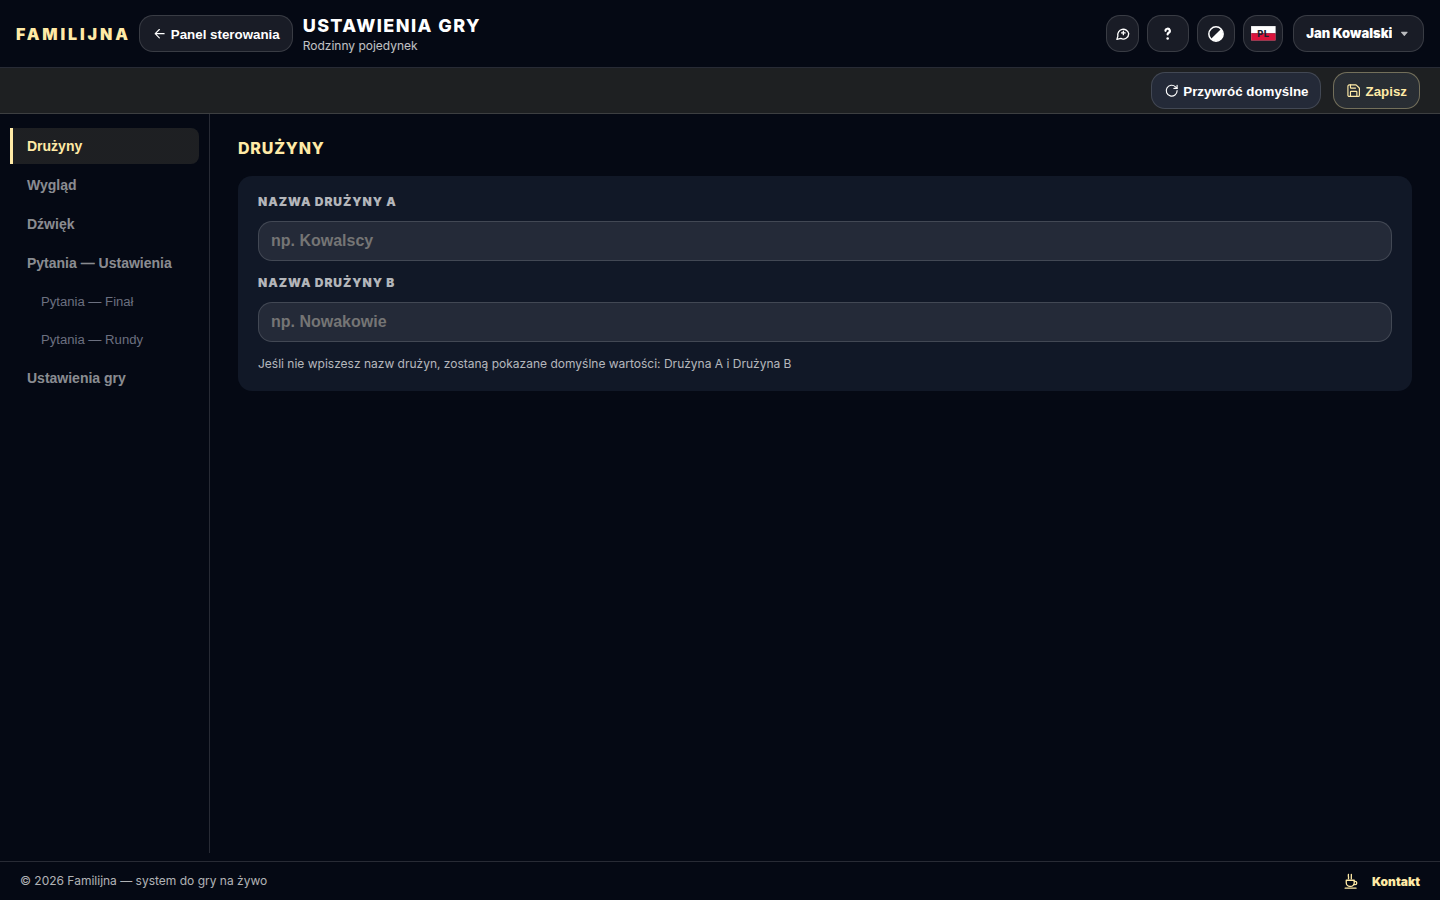 FAMILIJNA
Panel sterowania
USTAWIENIA GRY
Rodzinny pojedynek
?
PL
Jan Kowalski
Przywróć domyślne
Zapisz
Drużyny
Wygląd
Dźwięk
Pytania — Ustawienia
Pytania — Finał
Pytania — Rundy
Ustawienia gry
DRUŻYNY
NAZWA DRUŻYNY A
np. Kowalscy
NAZWA DRUŻYNY B
np. Nowakowie
Jeśli nie wpiszesz nazw drużyn, zostaną pokazane domyślne wartości: Drużyna A i Drużyna B
© 2026 Familijna — system do gry na żywo
Kontakt